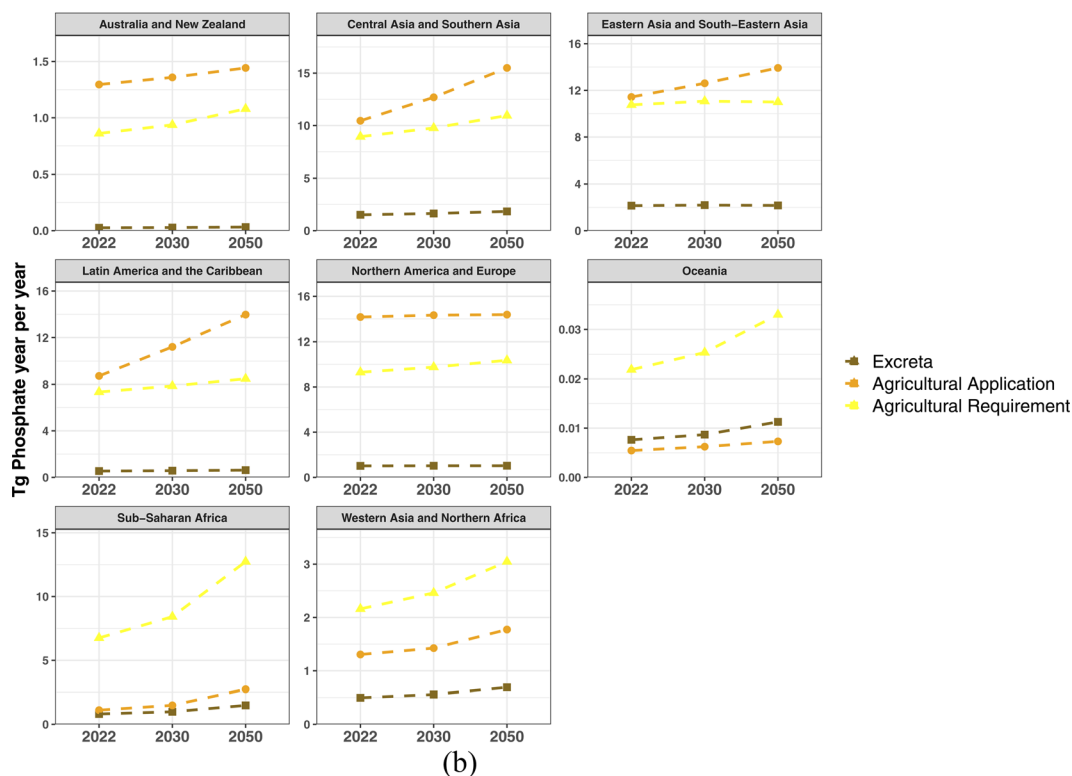 Australia and New Zealand
Central Asia and Southern Asia
Eastern Asia and South−Eastern Asia
1.5
1.0
0.5
0.0
15
10
5
0
16
12
8
4
0
2022 2030 2050
2022 2030 2050
2022 2030 2050
Latin America and the Caribbean
Northern America and Europe
Oceania
16
12
8
4
0
16
12
8
4
0
0.03
0.02
0.01
0.00
2022 2030 2050
2022 2030 2050
2022 2030 2050
Sub−Saharan Africa
Western Asia and Northern Africa
15
10
5
0
3
2
1
0
2022 2030 2050
2022 2030 2050
Tg Phosphate year per year
Excreta
Agricultural Application
Agricultural Requirement
(b)